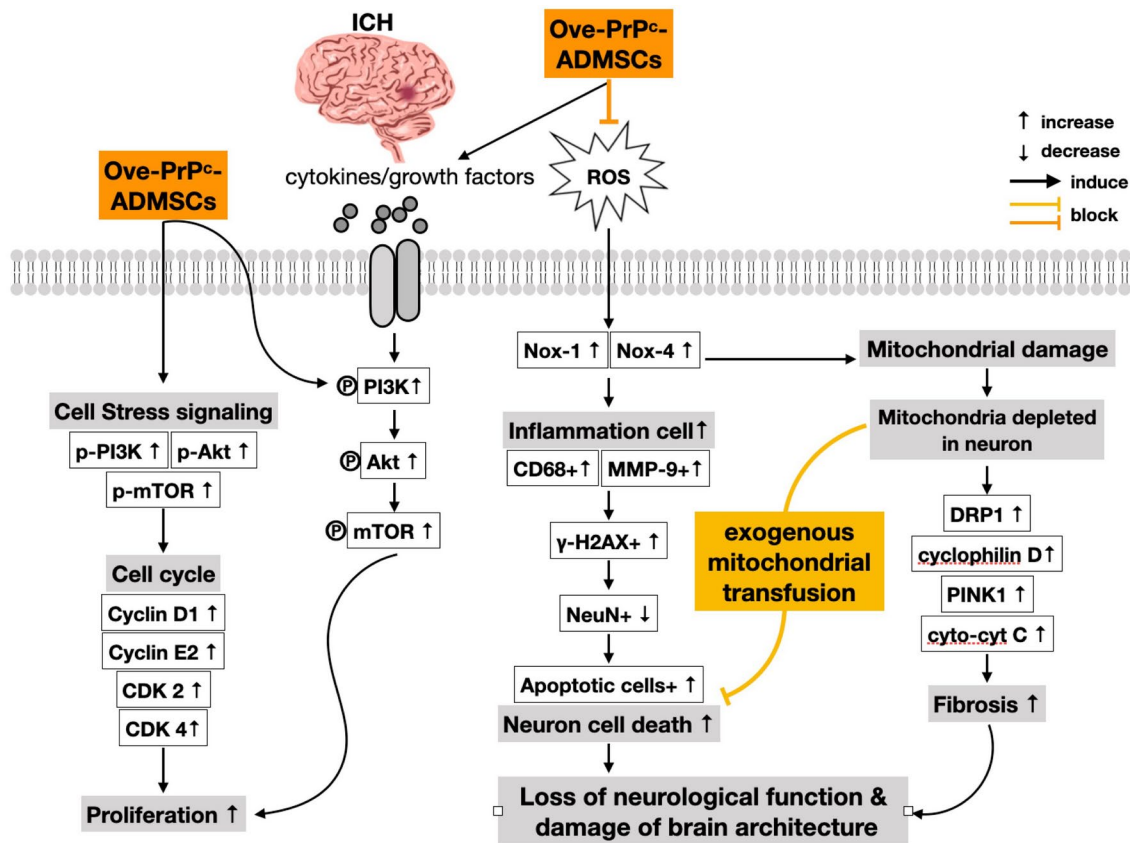 ICH
Ove-PrPᶜ-
ADMSCs
↑ increase
↓ decrease
induce
block
cytokines/growth factors
ROS
Ove-PrPᶜ-
ADMSCs
Cell Stress signaling
p-PI3K ↑
p-Akt ↑
p-mTOR ↑
Cell cycle
Cyclin D1 ↑
Cyclin E2 ↑
CDK 2 ↑
CDK 4↑
Proliferation ↑
P PI3K↑
P Akt ↑
P mTOR ↑
Nox-1 ↑
Nox-4 ↑
Inflammation cell↑
CD68+↑
MMP-9+↑
γ-H2AX+ ↑
NeuN+ ↓
Apoptotic cells+ ↑
Neuron cell death ↑
Loss of neurological function &
damage of brain architecture
exogenous
mitochondrial
transfusion
Mitochondrial damage
Mitochondria depleted
in neuron
DRP1 ↑
cyclophilin D↑
PINK1 ↑
cyto-cyt C ↑
Fibrosis ↑